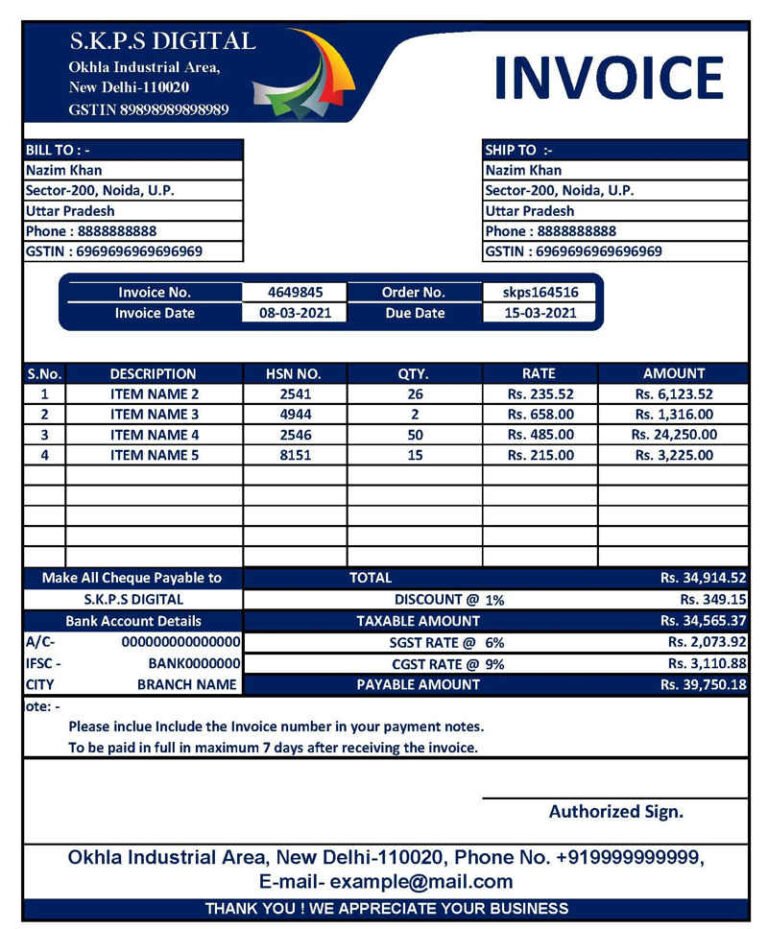 S.K.P.S DIGITAL
Okhla Industrial Area,
New Delhi-110020
GSTIN 89898989898989
INVOICE
BILL TO : -
Nazim Khan
Sector-200, Noida, U.P.
Uttar Pradesh
Phone : 8888888888
GSTIN : 6969696969696969
SHIP TO :-
Nazim Khan
Sector-200, Noida, U.P.
Uttar Pradesh
Phone : 8888888888
GSTIN : 6969696969696969
Invoice No. 4649845 Order No. skps164516
Invoice Date 08-03-2021 Due Date 15-03-2021
S.No. DESCRIPTION HSN NO. QTY. RATE AMOUNT
1 ITEM NAME 2 2541 26 Rs. 235.52 Rs. 6,123.52
2 ITEM NAME 3 4944 2 Rs. 658.00 Rs. 1,316.00
3 ITEM NAME 4 2546 50 Rs. 485.00 Rs. 24,250.00
4 ITEM NAME 5 8151 15 Rs. 215.00 Rs. 3,225.00
Make All Cheque Payable to TOTAL Rs. 34,914.52
S.K.P.S DIGITAL DISCOUNT @ 1% Rs. 349.15
Bank Account Details TAXABLE AMOUNT Rs. 34,565.37
A/C- 000000000000000 SGST RATE @ 6% Rs. 2,073.92
IFSC - BANK0000000 CGST RATE @ 9% Rs. 3,110.88
CITY BRANCH NAME PAYABLE AMOUNT Rs. 39,750.18
ote: -
Please inclue Include the Invoice number in your payment notes.
To be paid in full in maximum 7 days after receiving the invoice.
Authorized Sign.
Okhla Industrial Area, New Delhi-110020, Phone No. +919999999999,
E-mail- example@mail.com
THANK YOU ! WE APPRECIATE YOUR BUSINESS